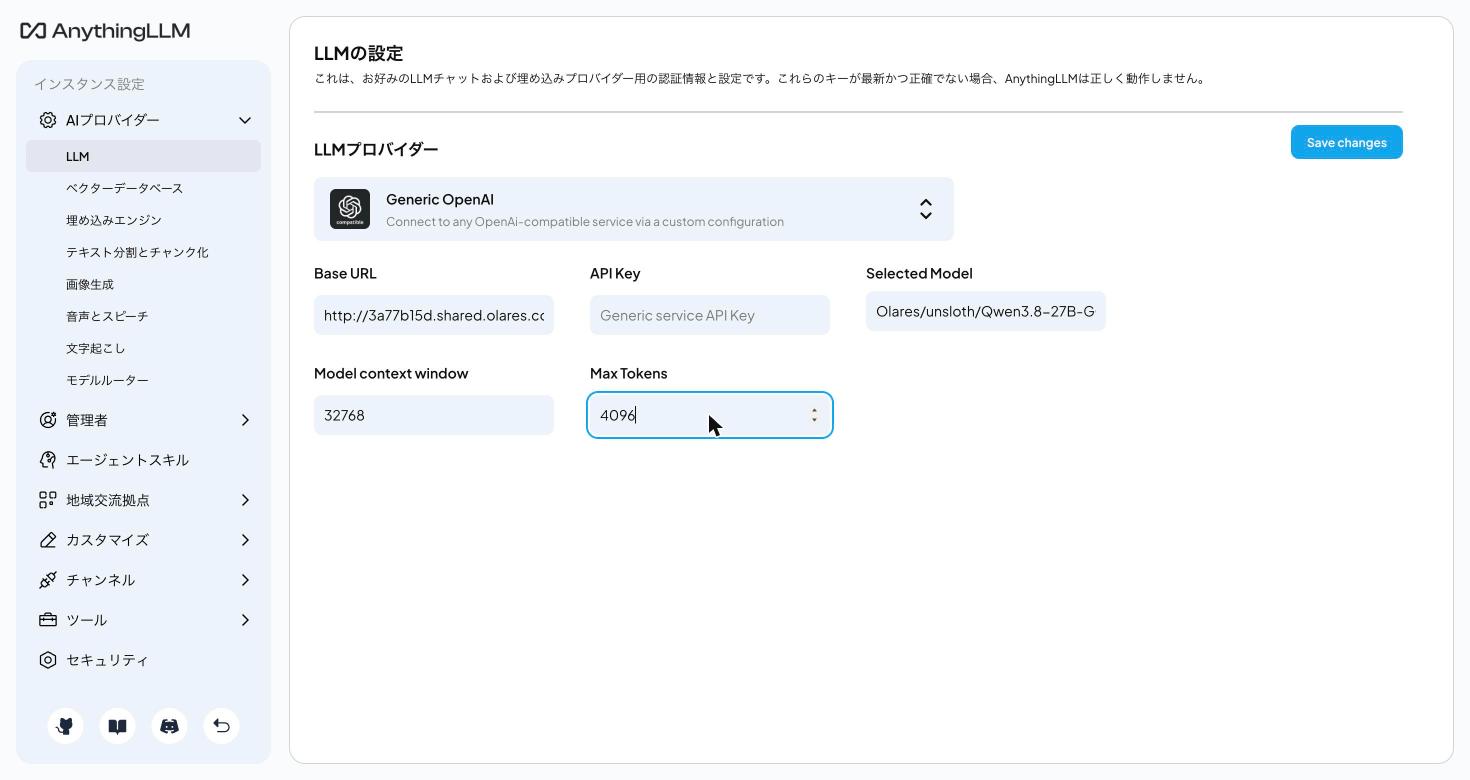 AnythingLLM
インスタンス設定
AIプロバイダー
LLM
ベクターデータベース
埋め込みエンジン
テキスト分割とチャンク化
画像生成
音声とスピーチ
文字起こし
モデルルーター
管理者
エージェントスキル
地域交流拠点
カスタマイズ
チャンネル
ツール
セキュリティ
LLMの設定
これは、お好みのLLMチャットおよび埋め込みプロバイダー用の認証情報と設定です。これらのキーが最新かつ正確でない場合、AnythingLLMは正しく動作しません。
LLMプロバイダー
Save changes
compatible
Generic OpenAI
Connect to any OpenAi-compatible service via a custom configuration
Base URL
http://3a77b15d.shared.olares.cc
API Key
Generic service API Key
Selected Model
Olares/unsloth/Qwen3.8-27B-G
Model context window
32768
Max Tokens
4096